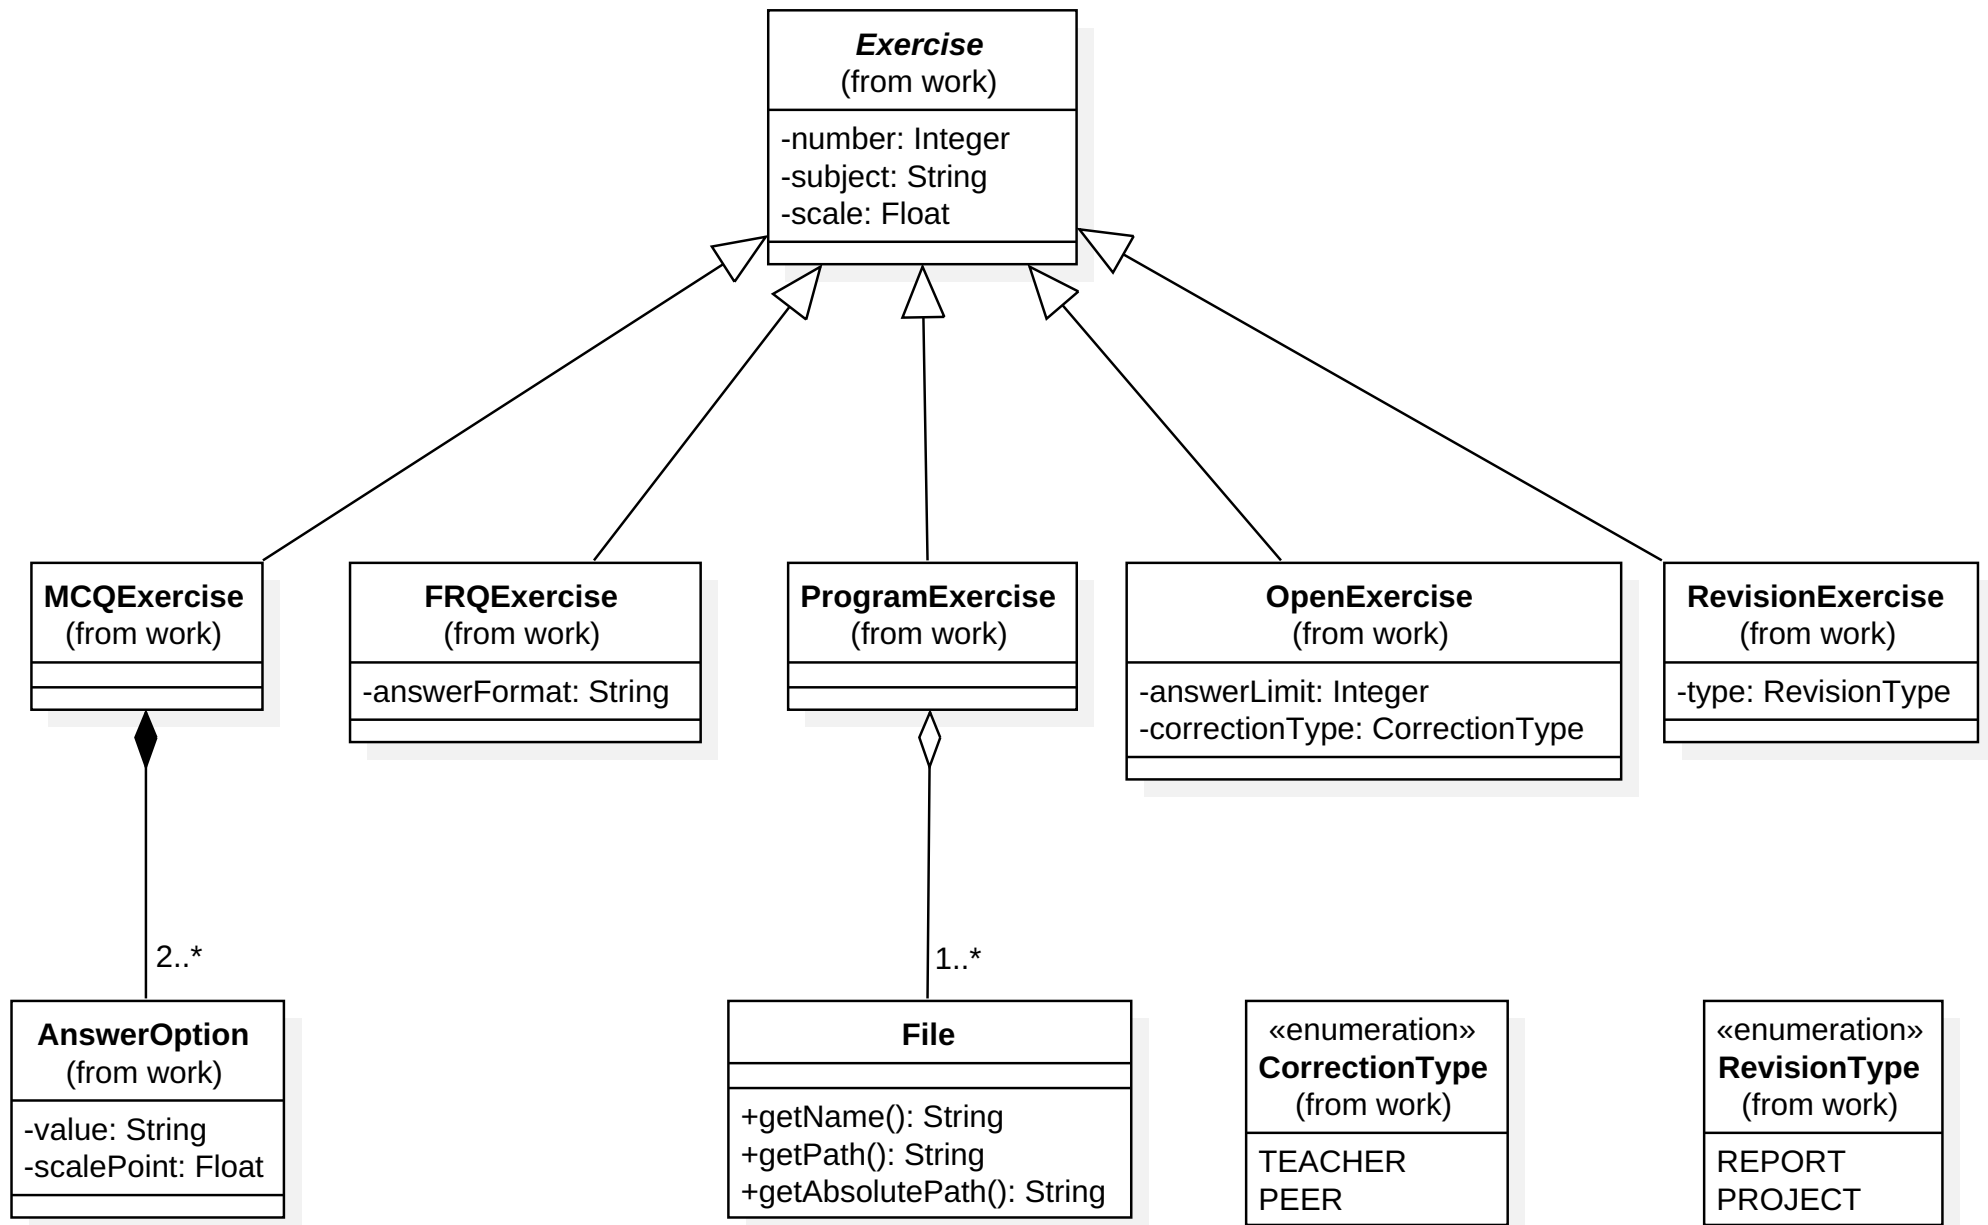 Exercise
(from work)
-number: Integer
-subject: String
-scale: Float
MCQExercise
(from work)
FRQExercise
(from work)
-answerFormat: String
ProgramExercise
(from work)
OpenExercise
(from work)
-answerLimit: Integer
-correctionType: CorrectionType
RevisionExercise
(from work)
-type: RevisionType
2..*
1..*
AnswerOption
(from work)
-value: String
-scalePoint: Float
File
+getName(): String
+getPath(): String
+getAbsolutePath(): String
«enumeration»
CorrectionType
(from work)
TEACHER
PEER
«enumeration»
RevisionType
(from work)
REPORT
PROJECT